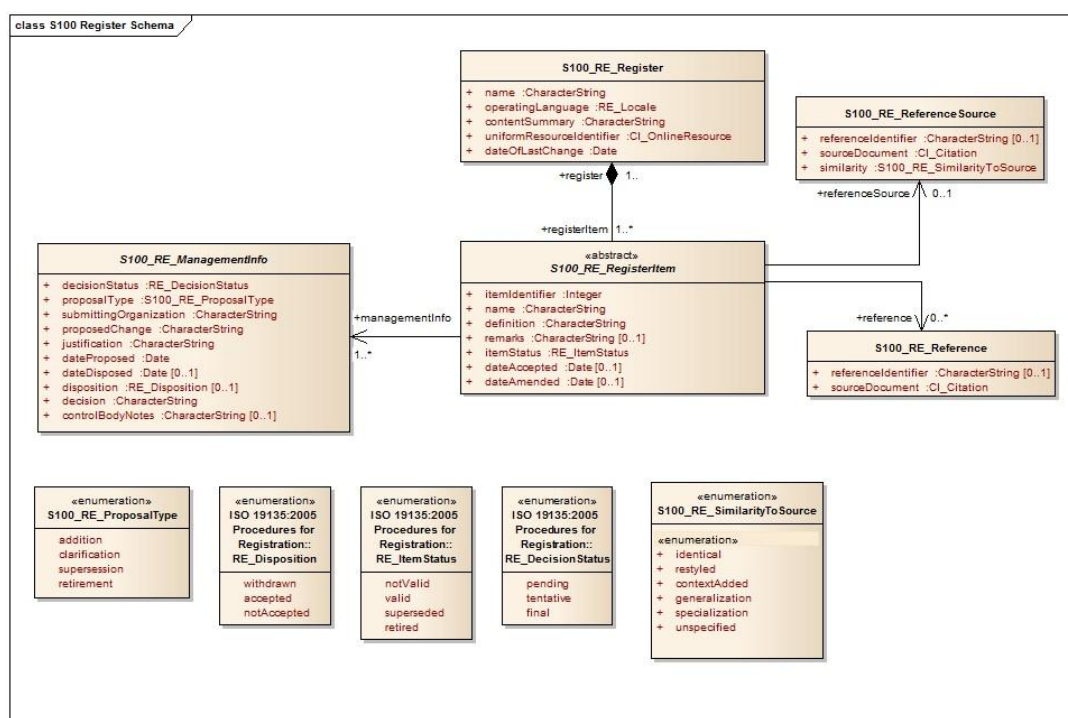 class S100 Register Schema
S100_RE_Register
+ name :CharacterString
+ operatingLanguage :RE_Locale
+ contentSummary :CharacterString
+ uniformResourceIdentifier :CI_OnlineResource
+ dateOfLastChange :Date
+register 1..
+registerItem 1..*
S100_RE_ReferenceSource
+ referenceIdentifier :CharacterString [0..1]
+ sourceDocument :CI_Citation
+ similarity :S100_RE_SimilarityToSource
+referenceSource 0..1
S100_RE_ManagementInfo
+ decisionStatus :RE_DecisionStatus
+ proposalType :S100_RE_ProposalType
+ submittingOrganization :CharacterString
+ proposedChange :CharacterString
+ justification :CharacterString
+ dateProposed :Date
+ dateDisposed :Date [0..1]
+ disposition :RE_Disposition [0..1]
+ decision :CharacterString
+ controlBodyNotes :CharacterString [0..1]
+managementInfo
1..*
«abstract»
S100_RE_RegisterItem
+ itemIdentifier :Integer
+ name :CharacterString
+ definition :CharacterString
+ remarks :CharacterString [0..1]
+ itemStatus :RE_ItemStatus
+ dateAccepted :Date [0..1]
+ dateAmended :Date [0..1]
+reference 0..*
S100_RE_Reference
+ referenceIdentifier :CharacterString [0..1]
+ sourceDocument :CI_Citation
«enumeration»
S100_RE_ProposalType
addition
clarification
supersession
retirement
«enumeration»
ISO 19135:2005
Procedures for
Registration::
RE_Disposition
withdrawn
accepted
notAccepted
«enumeration»
ISO 19135:2005
Procedures for
Registration::
RE_ItemStatus
notValid
valid
superseded
retired
«enumeration»
ISO 19135:2005
Procedures for
Registration::
RE_DecisionStatus
pending
tentative
final
«enumeration»
S100_RE_SimilarityToSource
«enumeration»
+ identical
+ restyled
+ contextAdded
+ generalization
+ specialization
+ unspecified